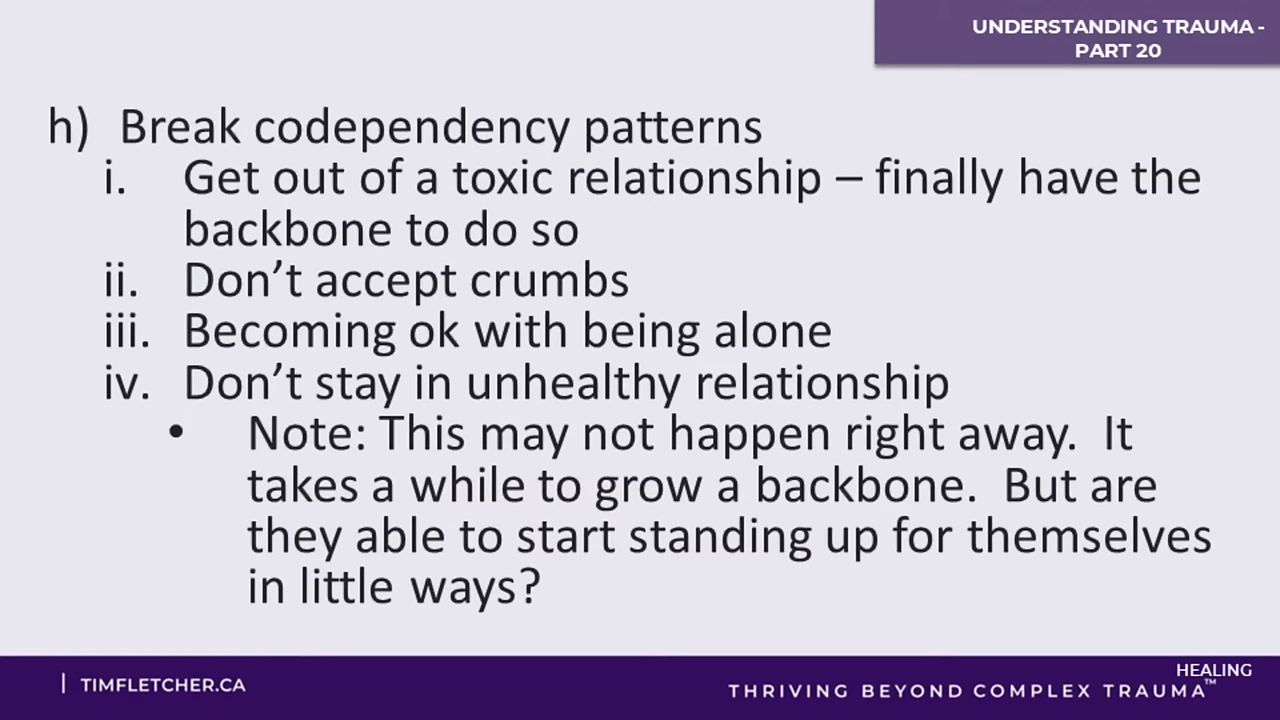 UNDERSTANDING TRAUMA -
PART 20
h) Break codependency patterns
i. Get out of a toxic relationship – finally have the
backbone to do so
ii. Don’t accept crumbs
iii. Becoming ok with being alone
iv. Don’t stay in unhealthy relationship
• Note: This may not happen right away.  It
takes a while to grow a backbone.  But are
they able to start standing up for themselves
in little ways?
| TIMFLETCHER.CA
HEALING
THRIVING BEYOND COMPLEX TRAUMA™